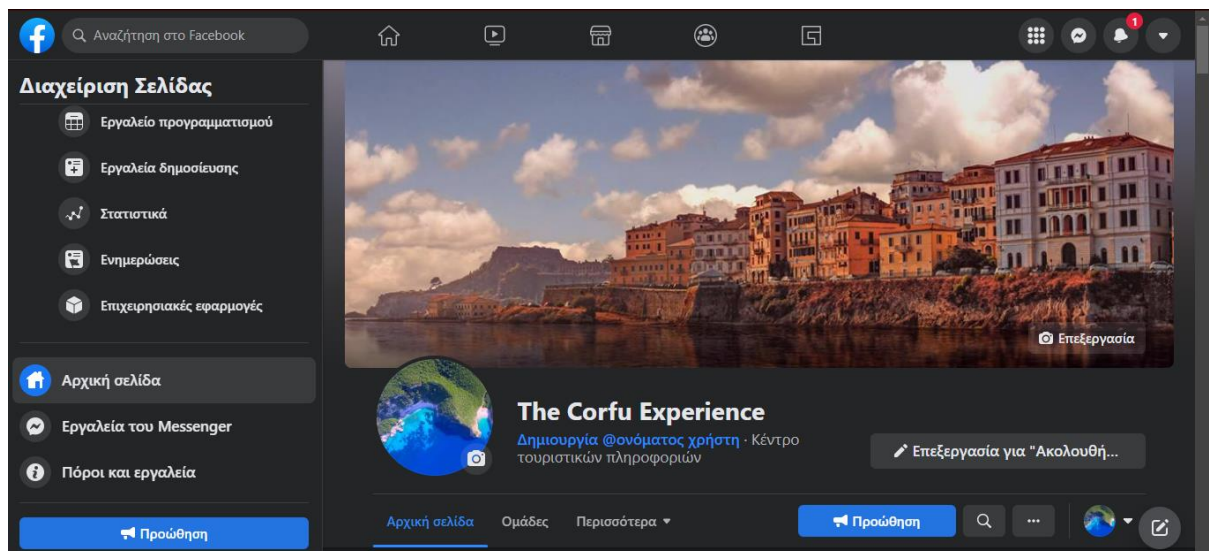 Αναζήτηση στο Facebook
1
Διαχείριση Σελίδας
Εργαλείο προγραμματισμού
Εργαλεία δημοσίευσης
Στατιστικά
Ενημερώσεις
Επιχειρησιακές εφαρμογές
Αρχική σελίδα
Εργαλεία του Messenger
Πόροι και εργαλεία
Προώθηση
Επεξεργασία
The Corfu Experience
Δημιουργία @ονόματος χρήστη · Κέντρο
τουριστικών πληροφοριών
Επεξεργασία για "Ακολουθή...
Αρχική σελίδα
Ομάδες
Περισσότερα
Προώθηση